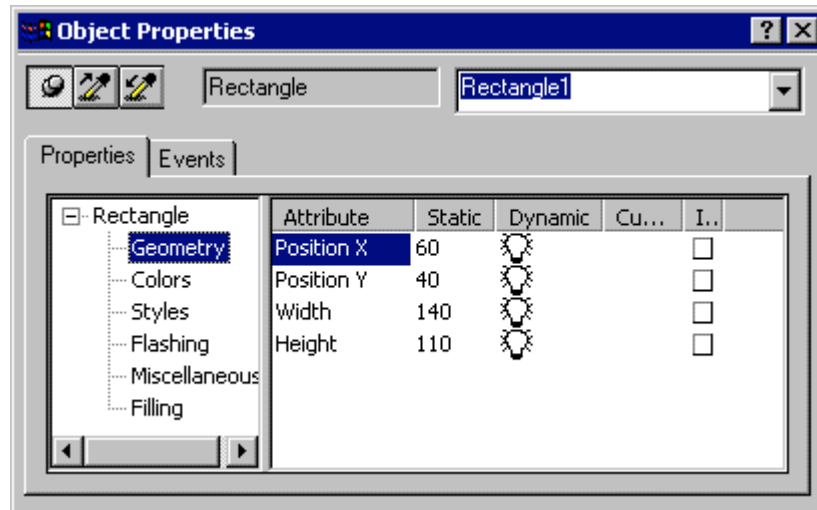 Object Properties
Rectangle Rectangle1
Properties Events
Rectangle
Geometry
Colors
Styles
Flashing
Miscellaneous
Filling
Attribute Static Dynamic Cu... I..
Position X 60
Position Y 40
Width 140
Height 110